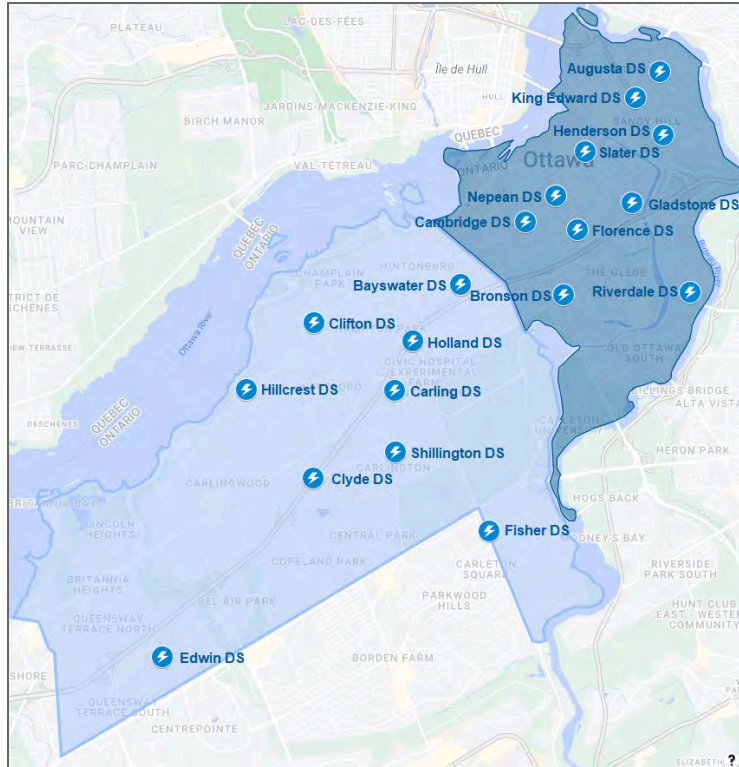 PLATEAU
LAC-DES-FÉES
Île de Hull
HULL
Augusta DS
King Edward DS
JARDINS-MACKENZIE-KING
BIRCH MANOR
SANDY HILL
QUEBEC
ONTARIO
Henderson DS
Slater DS
Ottawa
PARC-CHAMPLAIN
VAL-TÉTREAU
Nepean DS
Gladstone DS
Cambridge DS
Florence DS
MOUNTAIN
VIEW
QUEBEC
ONTARIO
Rideau River
CHAMPLAIN
PARK
HINTONBURG
THE GLEBE
Bayswater DS
Bronson DS
Riverdale DS
DISTRICT DE
DESCHÊNES
Clifton DS
Ottawa River
Holland DS
VIEW-TERRASSE
OLD OTTAWA
SOUTH
CIVIC HOSPITAL
EXPERIMENTAL
FARM
Hillcrest DS
Carling DS
BILLINGS BRIDGE
ALTA VISTA
DESCHÊNES
QUEBEC
ONTARIO
CARLETON
UNIVERSITY
HERON PARK
Shillington DS
CARLINGTON
Clyde DS
CARLINGWOOD
BRITANNIA BAY
HOGS BACK
LINCOLN
HEIGHTS
CENTRAL PARK
Fisher DS
MOONEY'S BAY
COPELAND PARK
CARLETON
SQUARE
RIVERSIDE
PARK SOUTH
BRITANNIA
HEIGHTS
BEL AIR PARK
PARKWOOD
HILLS
HUNT CLUB
EAST - WESTER
COMMUNITY
QUEENSWAY
TERRACE NORTH
Edwin DS
BORDEN FARM
SHORE
QUEENSWAY
TERRACE SOUTH
CENTREPOINTE
ELIZABETH
?